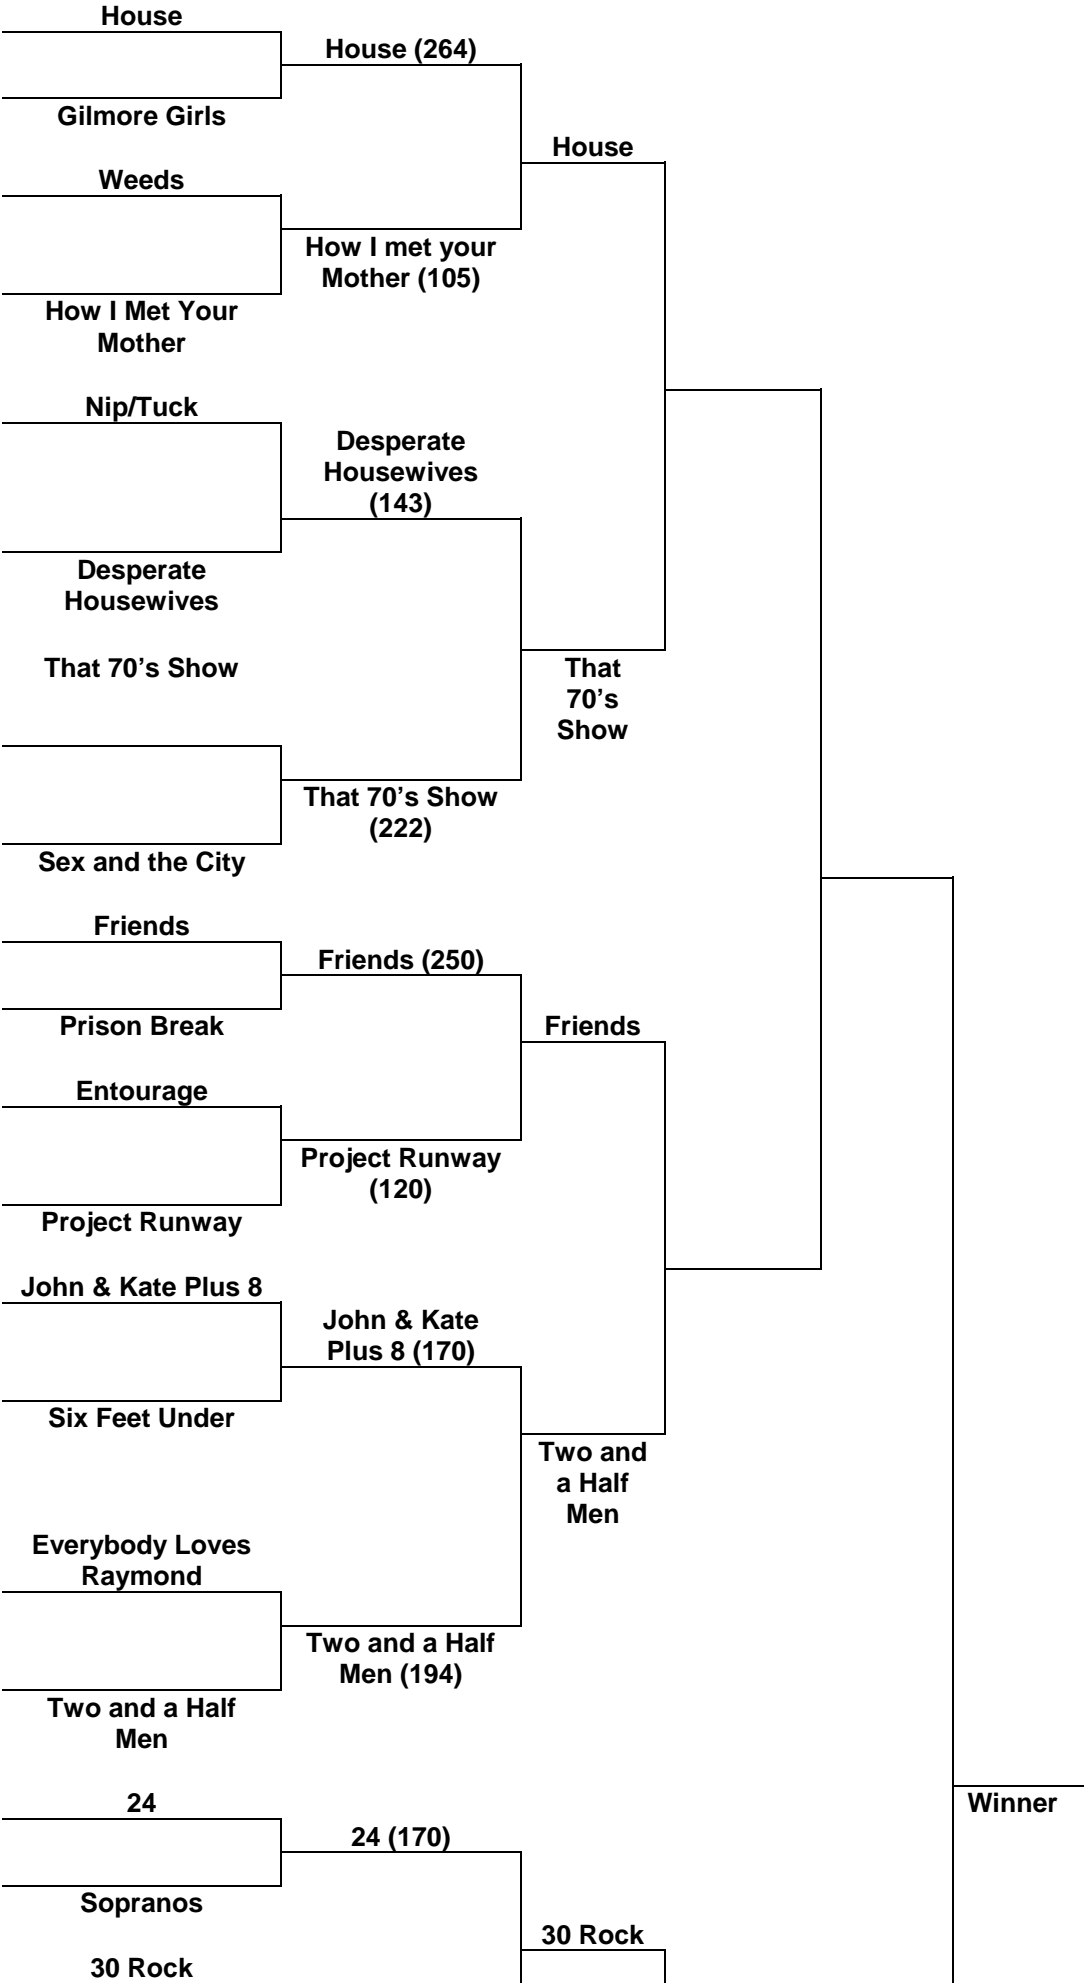 House
House (264)
Gilmore Girls
House
Weeds
How I met your
Mother (105)
How I Met Your
Mother
Nip/Tuck
Desperate
Housewives
(143)
Desperate
Housewives
That 70’s Show
That
70’s
Show
That 70’s Show
(222)
Sex and the City
Friends
Friends (250)
Prison Break
Friends
Entourage
Project Runway
(120)
Project Runway
John & Kate Plus 8
John & Kate
Plus 8 (170)
Six Feet Under
Two and
a Half
Men
Everybody Loves
Raymond
Two and a Half
Men (194)
Two and a Half
Men
24
Winner
24 (170)
Sopranos
30 Rock
30 Rock